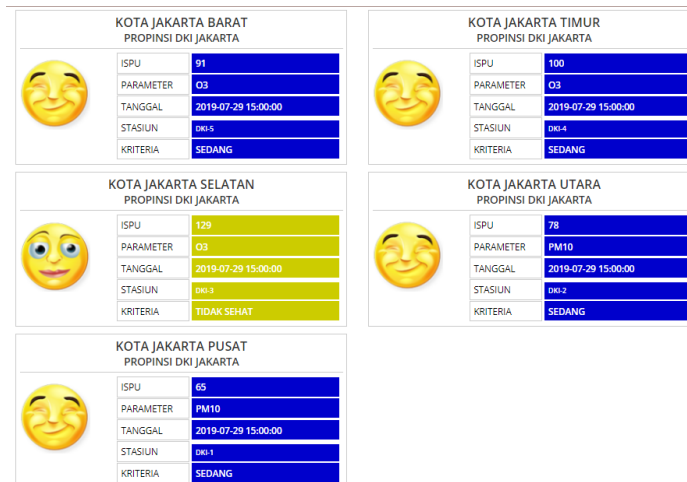 KOTA JAKARTA BARAT
PROPINSI DKI JAKARTA
ISPU 91
PARAMETER O3
TANGGAL 2019-07-29 15:00:00
STASIUN DKI-5
KRITERIA SEDANG
KOTA JAKARTA TIMUR
PROPINSI DKI JAKARTA
ISPU 100
PARAMETER O3
TANGGAL 2019-07-29 15:00:00
STASIUN DKI-4
KRITERIA SEDANG
KOTA JAKARTA SELATAN
PROPINSI DKI JAKARTA
ISPU 129
PARAMETER O3
TANGGAL 2019-07-29 15:00:00
STASIUN DKI-3
KRITERIA TIDAK SEHAT
KOTA JAKARTA UTARA
PROPINSI DKI JAKARTA
ISPU 78
PARAMETER PM10
TANGGAL 2019-07-29 15:00:00
STASIUN DKI-2
KRITERIA SEDANG
KOTA JAKARTA PUSAT
PROPINSI DKI JAKARTA
ISPU 65
PARAMETER PM10
TANGGAL 2019-07-29 15:00:00
STASIUN DKI-1
KRITERIA SEDANG